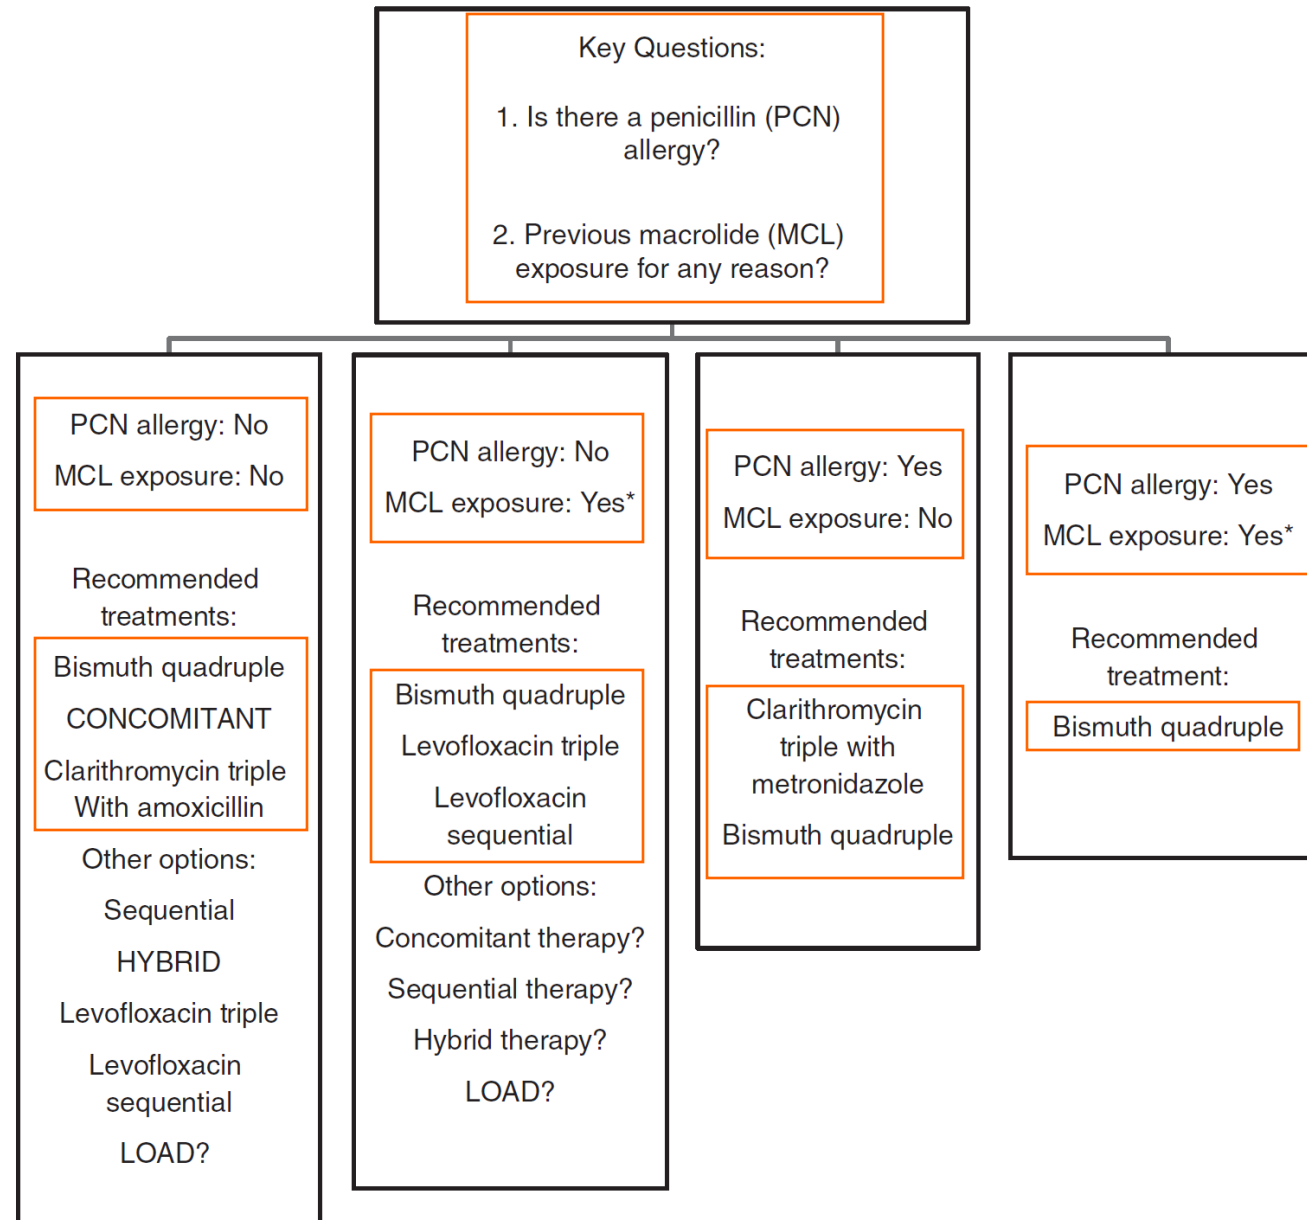 Key Questions:
1. Is there a penicillin (PCN)
allergy?
2. Previous macrolide (MCL)
exposure for any reason?
PCN allergy: No
MCL exposure: No
Recommended
treatments:
Bismuth quadruple
CONCOMITANT
Clarithromycin triple
With amoxicillin
Other options:
Sequential
HYBRID
Levofloxacin triple
Levofloxacin
sequential
LOAD?
PCN allergy: No
MCL exposure: Yes*
Recommended
treatments:
Bismuth quadruple
Levofloxacin triple
Levofloxacin
sequential
Other options:
Concomitant therapy?
Sequential therapy?
Hybrid therapy?
LOAD?
PCN allergy: Yes
MCL exposure: No
Recommended
treatments:
Clarithromycin
triple with
metronidazole
Bismuth quadruple
PCN allergy: Yes
MCL exposure: Yes*
Recommended
treatment:
Bismuth quadruple